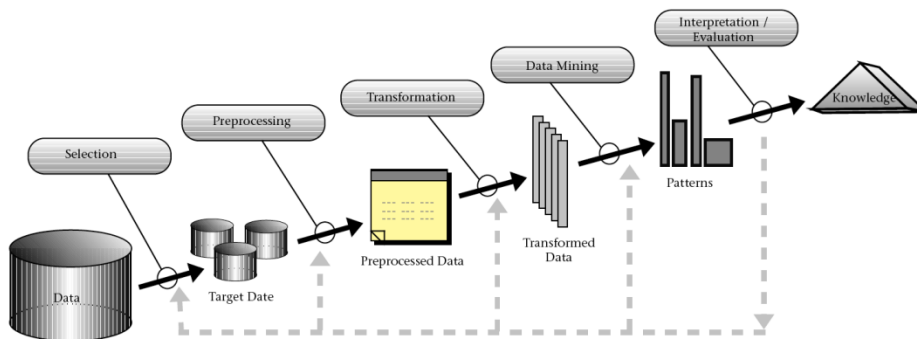 Interpretation /
Evaluation
Data Mining
Transformation
Preprocessing
Selection
Knowledge
Patterns
Transformed
Data
Preprocessed Data
Target Date
Data